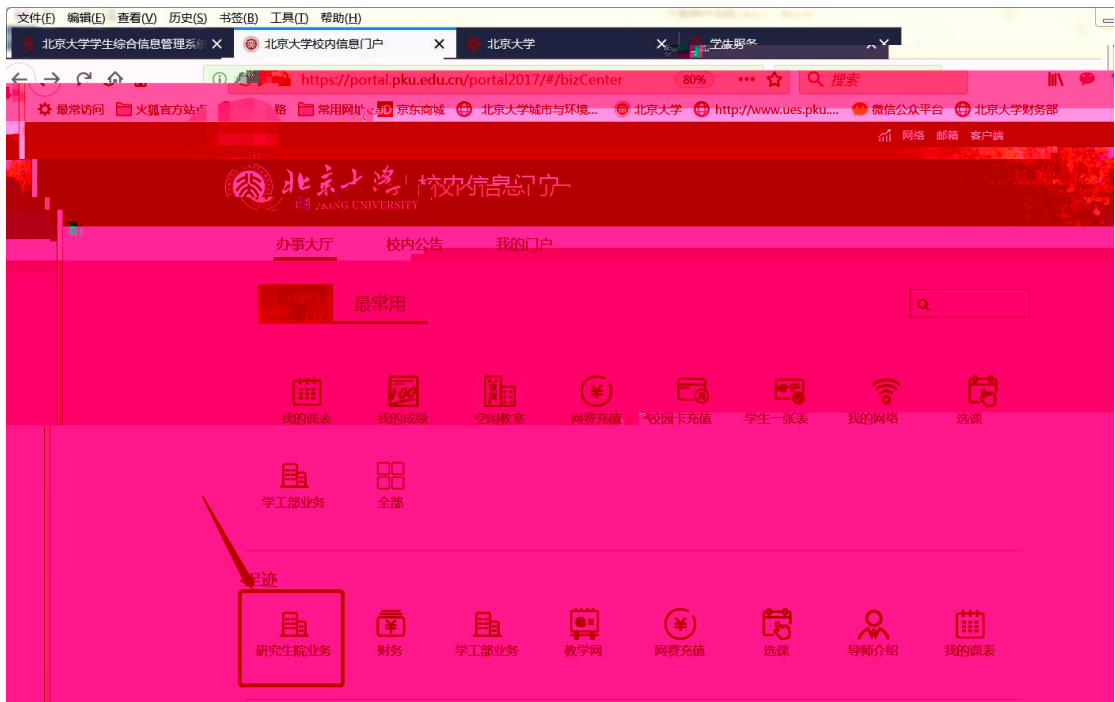 文件(F) 编辑(E) 查看(V) 历史(S) 书签(B) 工具(T) 帮助(H)
北京大学学生综合信息管理系统 北京大学校内信息门户 北京大学
https://portal.pku.edu.cn/portal2017/#/bizCenter 80% 搜索
最常访问 火狐官方站点 常用网址 JD 京东商城 北京大学城市与环境... 北京大学 http://www.ues.pku.... 微信公众平台 北京大学财务部
网络 邮箱 客户端
北京大学 校内信息门户
UNIVERSITY
办事大厅 校内公告 我的门户
最常用
我的课表 我的成绩 空闲教室 网费充值 校园卡充值 学生一张表 我的网络 选课
学工部业务 全部
足迹
研究生院业务 财务 学工部业务 教学网 网费充值 选课 导师介绍 我的课表